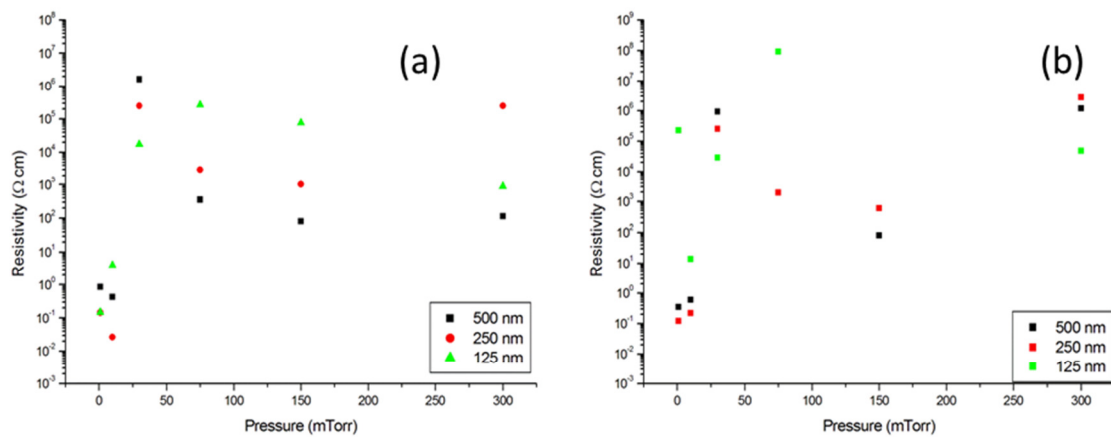 (a)
Resistivity (Ω cm)
10⁸
10⁷
10⁶
10⁵
10⁴
10³
10²
10¹
10⁰
10⁻¹
10⁻²
10⁻³
500 nm
250 nm
125 nm
0 50 100 150 200 250 300
Pressure (mTorr)
(b)
Resistivity (Ω cm)
10⁹
10⁸
10⁷
10⁶
10⁵
10⁴
10³
10²
10¹
10⁰
10⁻¹
10⁻²
10⁻³
500 nm
250 nm
125 nm
0 50 100 150 200 250 300
Pressure (mTorr)